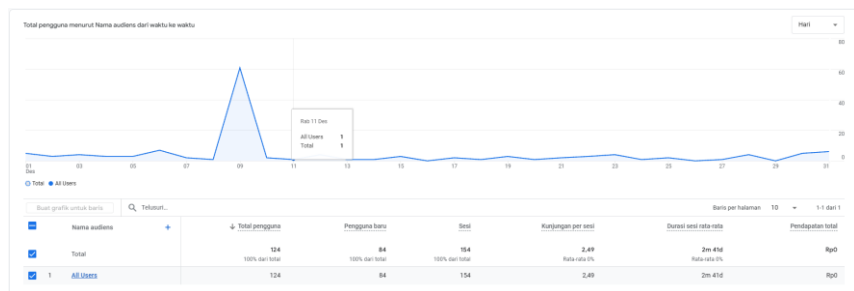 Total pengguna menurut Nama audiens dari waktu ke waktu
Hari
80
60
40
20
0
Rab 11 Des
All Users 1
Total 1
01 03 05 07 09 11 13 15 17 19 21 23 25 27 29 31
Des
Total All Users
Buat grafik untuk baris Telusuri... Baris per halaman 10 1-1 dari 1
Nama audiens + ↓ Total pengguna Pengguna baru Sesi Kunjungan per sesi Durasi sesi rata-rata Pendapatan total
Total 124 84 154 2,49 2m 41d Rp0
100% dari total 100% dari total 100% dari total Rata-rata 0% Rata-rata 0%
1 All Users 124 84 154 2,49 2m 41d Rp0